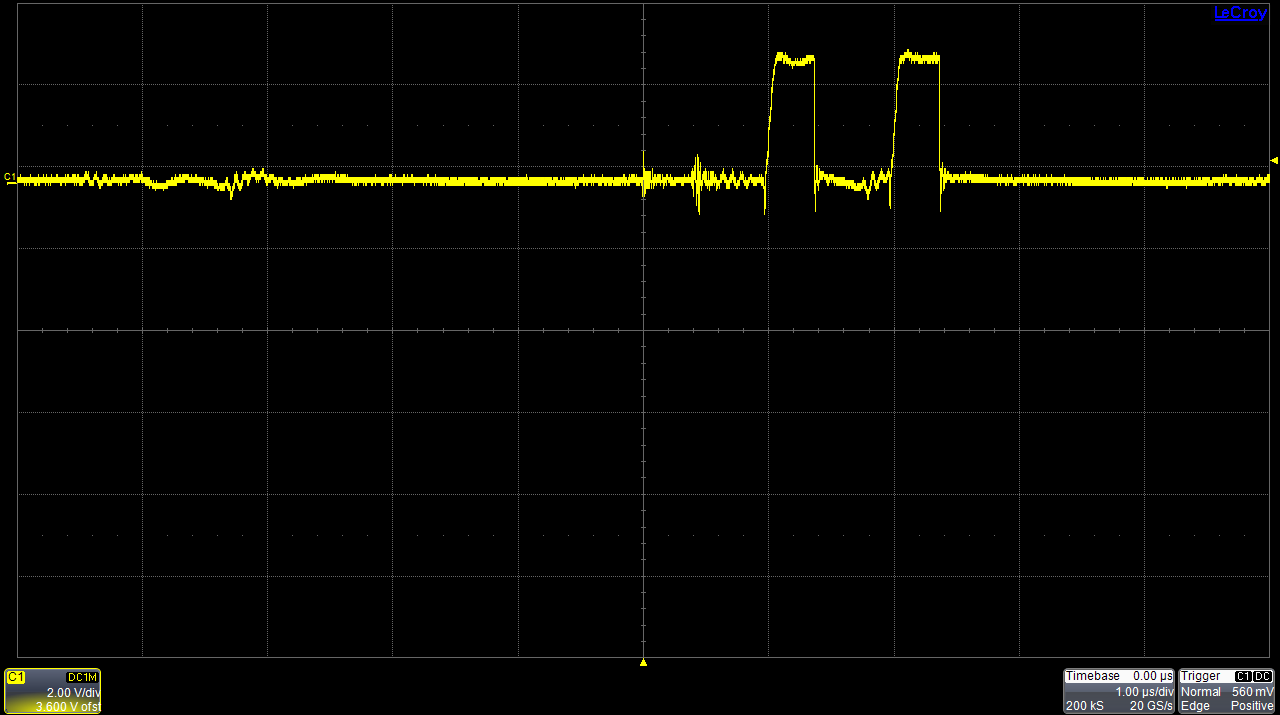 LeCroy
C1
C1 DC1M
2.00 V/div
3.600 V ofst
Timebase 0.00 µs
1.00 µs/div
200 kS 20 GS/s
Trigger C1 DC
Normal 560 mV
Edge Positive